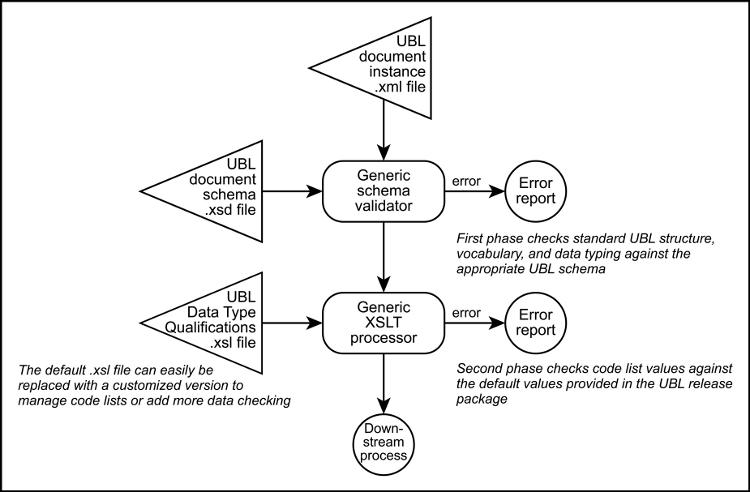 UBL
document
instance
.xml file
UBL
document
schema
.xsd file
Generic
schema
validator
error
Error
report
First phase checks standard UBL structure,
vocabulary, and data typing against the
appropriate UBL schema
UBL
Data Type
Qualifications
.xsl file
Generic
XSLT
processor
error
Error
report
The default .xsl file can easily be
replaced with a customized version to
manage code lists or add more data checking
Second phase checks code list values against
the default values provided in the UBL release
package
Down-
stream
process